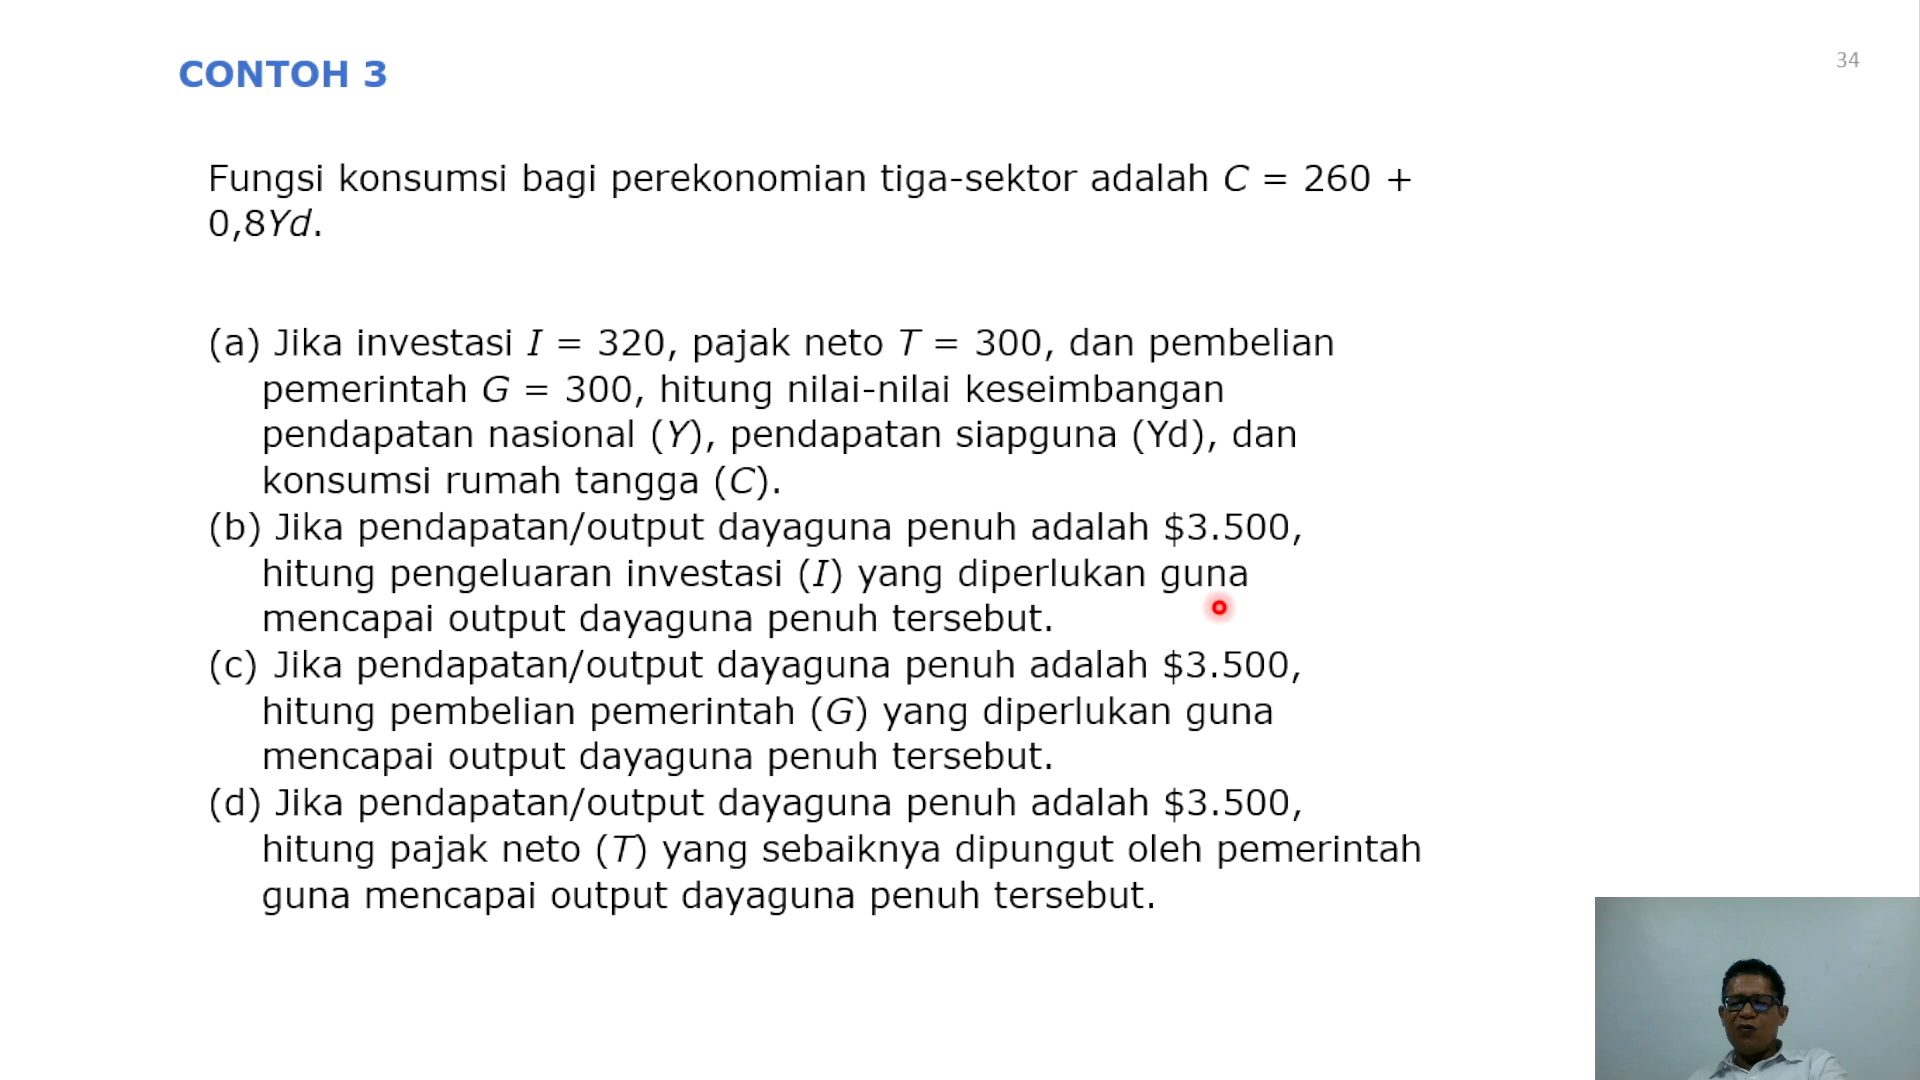 CONTOH 3
34
Fungsi konsumsi bagi perekonomian tiga-sektor adalah C = 260 +
0,8Yd.
(a) Jika investasi I = 320, pajak neto T = 300, dan pembelian
pemerintah G = 300, hitung nilai-nilai keseimbangan
pendapatan nasional (Y), pendapatan siapguna (Yd), dan
konsumsi rumah tangga (C).
(b) Jika pendapatan/output dayaguna penuh adalah $3.500,
hitung pengeluaran investasi (I) yang diperlukan guna
mencapai output dayaguna penuh tersebut.
(c) Jika pendapatan/output dayaguna penuh adalah $3.500,
hitung pembelian pemerintah (G) yang diperlukan guna
mencapai output dayaguna penuh tersebut.
(d) Jika pendapatan/output dayaguna penuh adalah $3.500,
hitung pajak neto (T) yang sebaiknya dipungut oleh pemerintah
guna mencapai output dayaguna penuh tersebut.